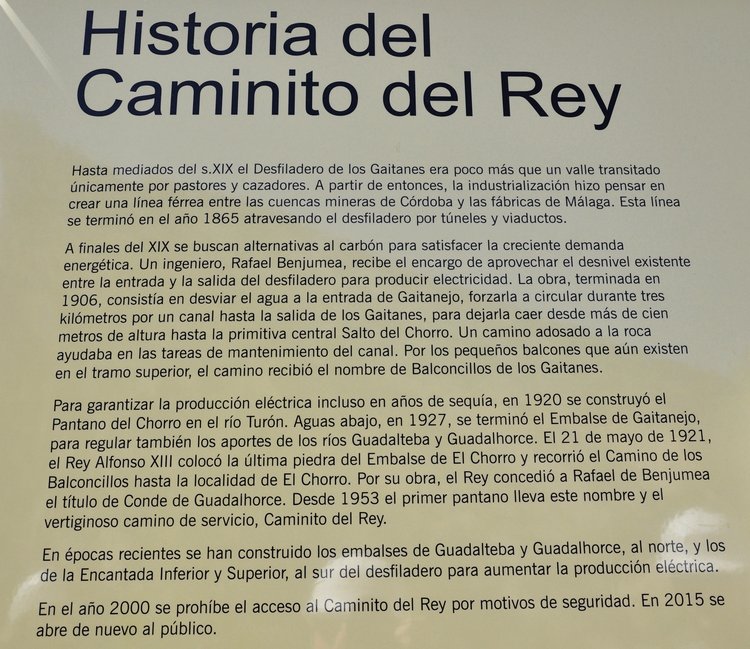 Historia del
Caminito del Rey
Hasta mediados del s.XIX el Desfiladero de los Gaitanes era poco más que un valle transitado
únicamente por pastores y cazadores. A partir de entonces, la industrialización hizo pensar en
crear una línea férrea entre las cuencas mineras de Córdoba y las fábricas de Málaga. Esta línea
se terminó en el año 1865 atravesando el desfiladero por túneles y viaductos.
A finales del XIX se buscan alternativas al carbón para satisfacer la creciente demanda
energética. Un ingeniero, Rafael Benjumea, recibe el encargo de aprovechar el desnivel existente
entre la entrada y la salida del desfiladero para producir electricidad. La obra, terminada en
1906, consistía en desviar el agua a la entrada de Gaitanejo, forzarla a circular durante tres
kilómetros por un canal hasta la salida de los Gaitanes, para dejarla caer desde más de cien
metros de altura hasta la primitiva central Salto del Chorro. Un camino adosado a la roca
ayudaba en las tareas de mantenimiento del canal. Por los pequeños balcones que aún existen
en el tramo superior, el camino recibió el nombre de Balconcillos de los Gaitanes.
Para garantizar la producción eléctrica incluso en años de sequía, en 1920 se construyó el
Pantano del Chorro en el río Turón. Aguas abajo, en 1927, se terminó el Embalse de Gaitanejo,
para regular también los aportes de los ríos Guadalteba y Guadalhorce. El 21 de mayo de 1921,
el Rey Alfonso XIII colocó la última piedra del Embalse de El Chorro y recorrió el Camino de los
Balconcillos hasta la localidad de El Chorro. Por su obra, el Rey concedió a Rafael de Benjumea
el título de Conde de Guadalhorce. Desde 1953 el primer pantano lleva este nombre y el
vertiginoso camino de servicio, Caminito del Rey.
En épocas recientes se han construido los embalses de Guadalteba y Guadalhorce, al norte, y los
de la Encantada Inferior y Superior, al sur del desfiladero para aumentar la producción eléctrica.
En el año 2000 se prohíbe el acceso al Caminito del Rey por motivos de seguridad. En 2015 se
abre de nuevo al público.